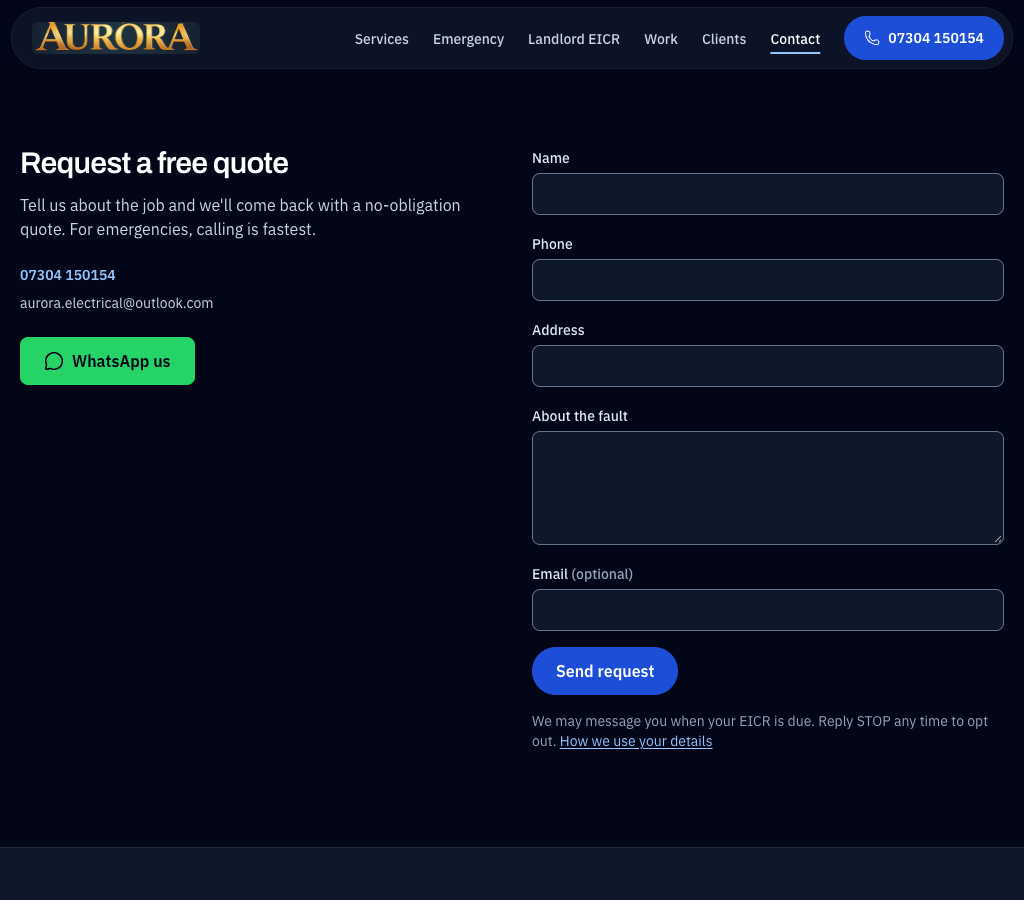 AURORA
Services Emergency Landlord EICR Work Clients Contact 07304 150154
Request a free quote
Tell us about the job and we'll come back with a no-obligation
quote. For emergencies, calling is fastest.
07304 150154
aurora.electrical@outlook.com
WhatsApp us
Name
Phone
Address
About the fault
Email (optional)
Send request
We may message you when your EICR is due. Reply STOP any time to opt
out. How we use your details